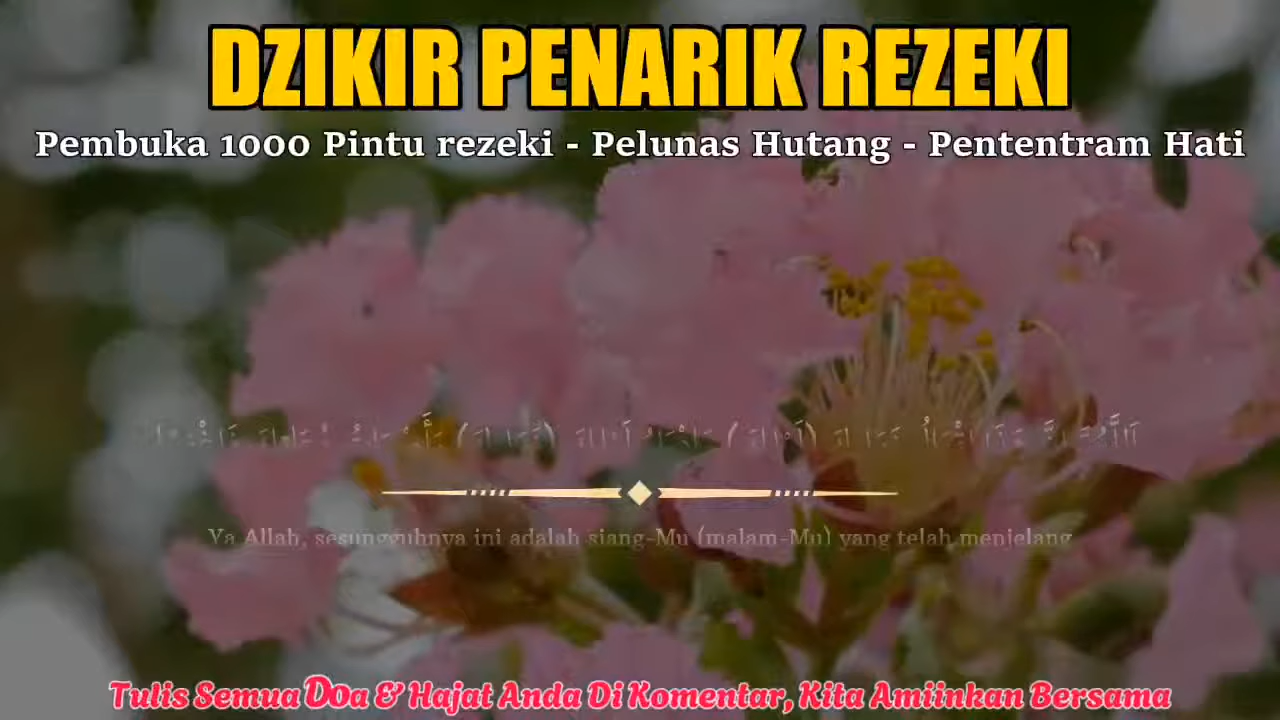 DZIKIR PENARIK REZEKI
Pembuka 1000 Pintu rezeki - Pelunas Hutang - Pententram Hati
Ya Allah, sesungguhnya ini adalah siang-Mu (malam-Mu) yang telah menjelang
Tulis Semua Doa & Hajat Anda Di Komentar, Kita Amiinkan Bersama